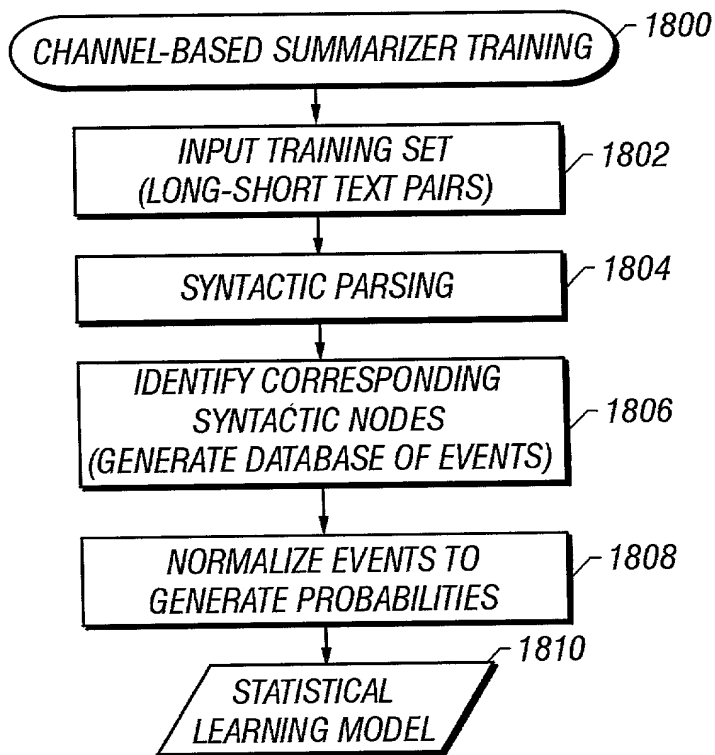 CHANNEL-BASED SUMMARIZER TRAINING
1800
INPUT TRAINING SET
(LONG-SHORT TEXT PAIRS)
1802
SYNTACTIC PARSING
1804
IDENTIFY CORRESPONDING
SYNTACTIC NODES
(GENERATE DATABASE OF EVENTS)
1806
NORMALIZE EVENTS TO
GENERATE PROBABILITIES
1808
STATISTICAL
LEARNING MODEL
1810